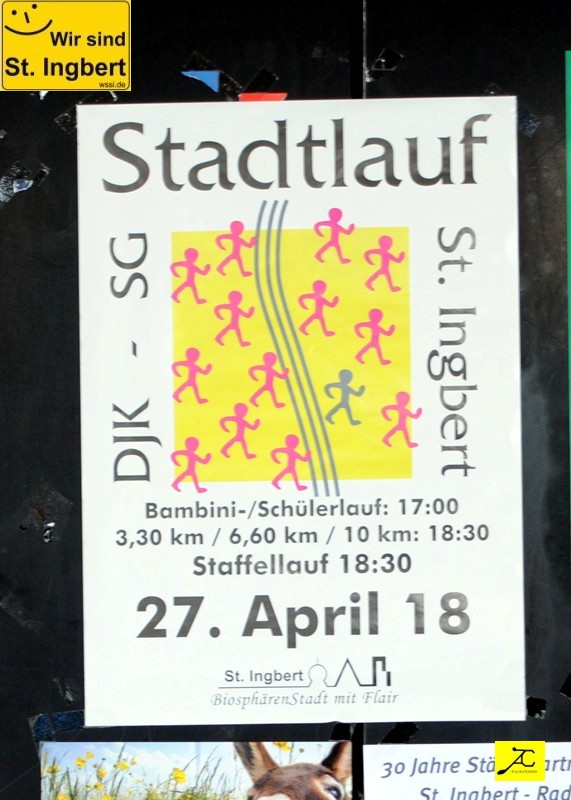 Wir sind
St. Ingbert
wssi.de
Stadtlauf
DJK - SG
St. Ingbert
Bambini-/Schülerlauf: 17:00
3,30 km / 6,60 km / 10 km: 18:30
Staffellauf 18:30
27. April 18
St. Ingbert
BiosphärenStadt mit Flair
30 Jahre
St. Ingbert - Rad